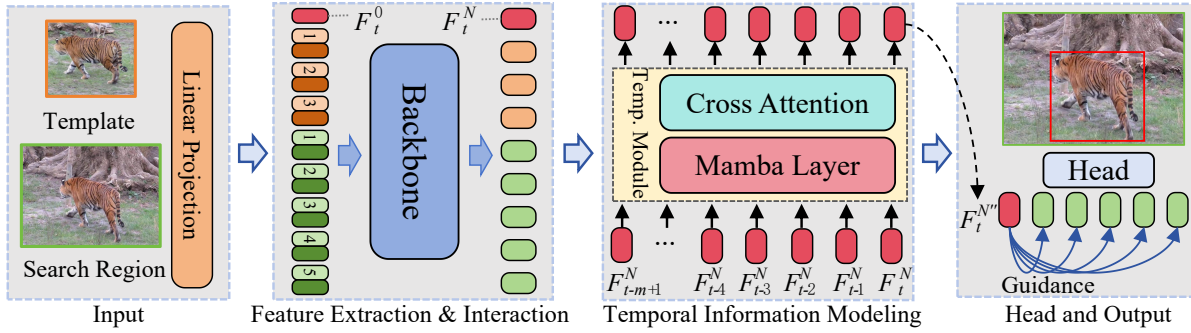 Template
Search Region
Linear Projection
Input
F_t^0
F_t^N
1
2
3
1
2
3
4
5
Backbone
Feature Extraction & Interaction
...
Temp. Module
Cross Attention
Mamba Layer
...
F_{t-m+1}^N
F_{t-4}^N
F_{t-3}^N
F_{t-2}^N
F_{t-1}^N
F_t^N
Temporal Information Modeling
Head
F_t^{N''}
Guidance
Head and Output